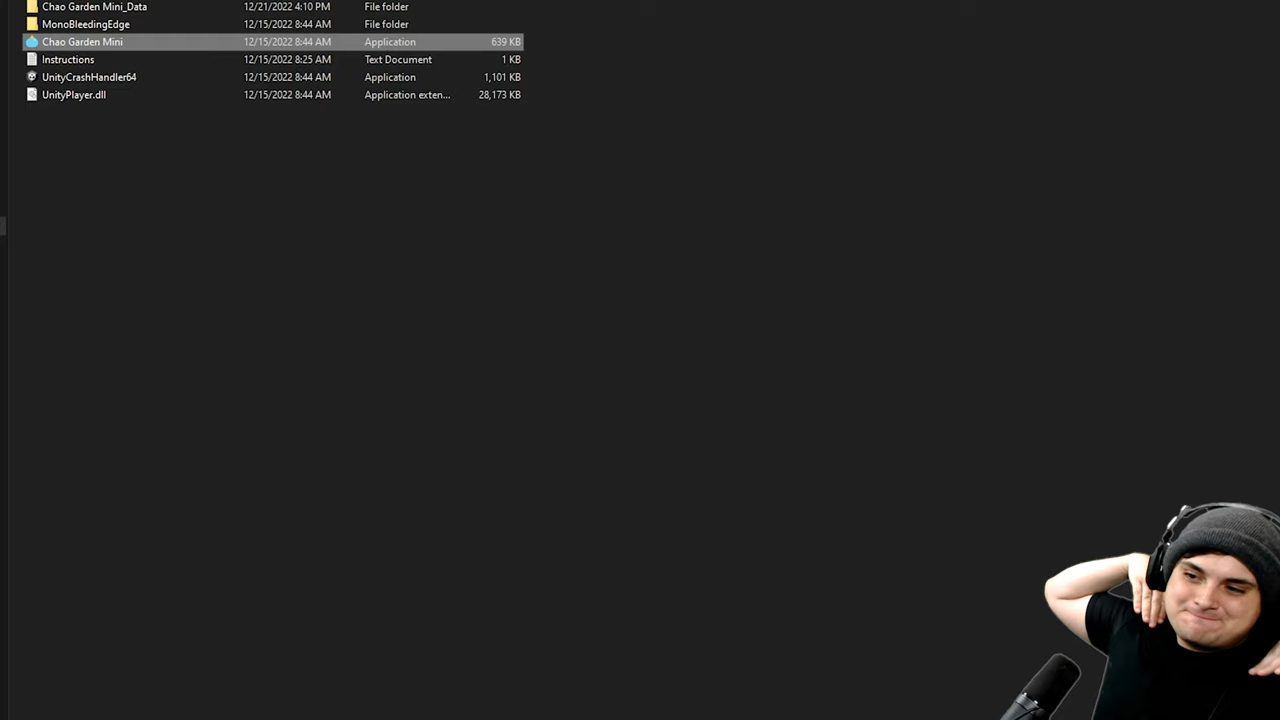 Chao Garden Mini_Data 12/21/2022 4:10 PM File folder
MonoBleedingEdge 12/15/2022 8:44 AM File folder
Chao Garden Mini 12/15/2022 8:44 AM Application 639 KB
Instructions 12/15/2022 8:25 AM Text Document 1 KB
UnityCrashHandler64 12/15/2022 8:44 AM Application 1,101 KB
UnityPlayer.dll 12/15/2022 8:44 AM Application exten... 28,173 KB